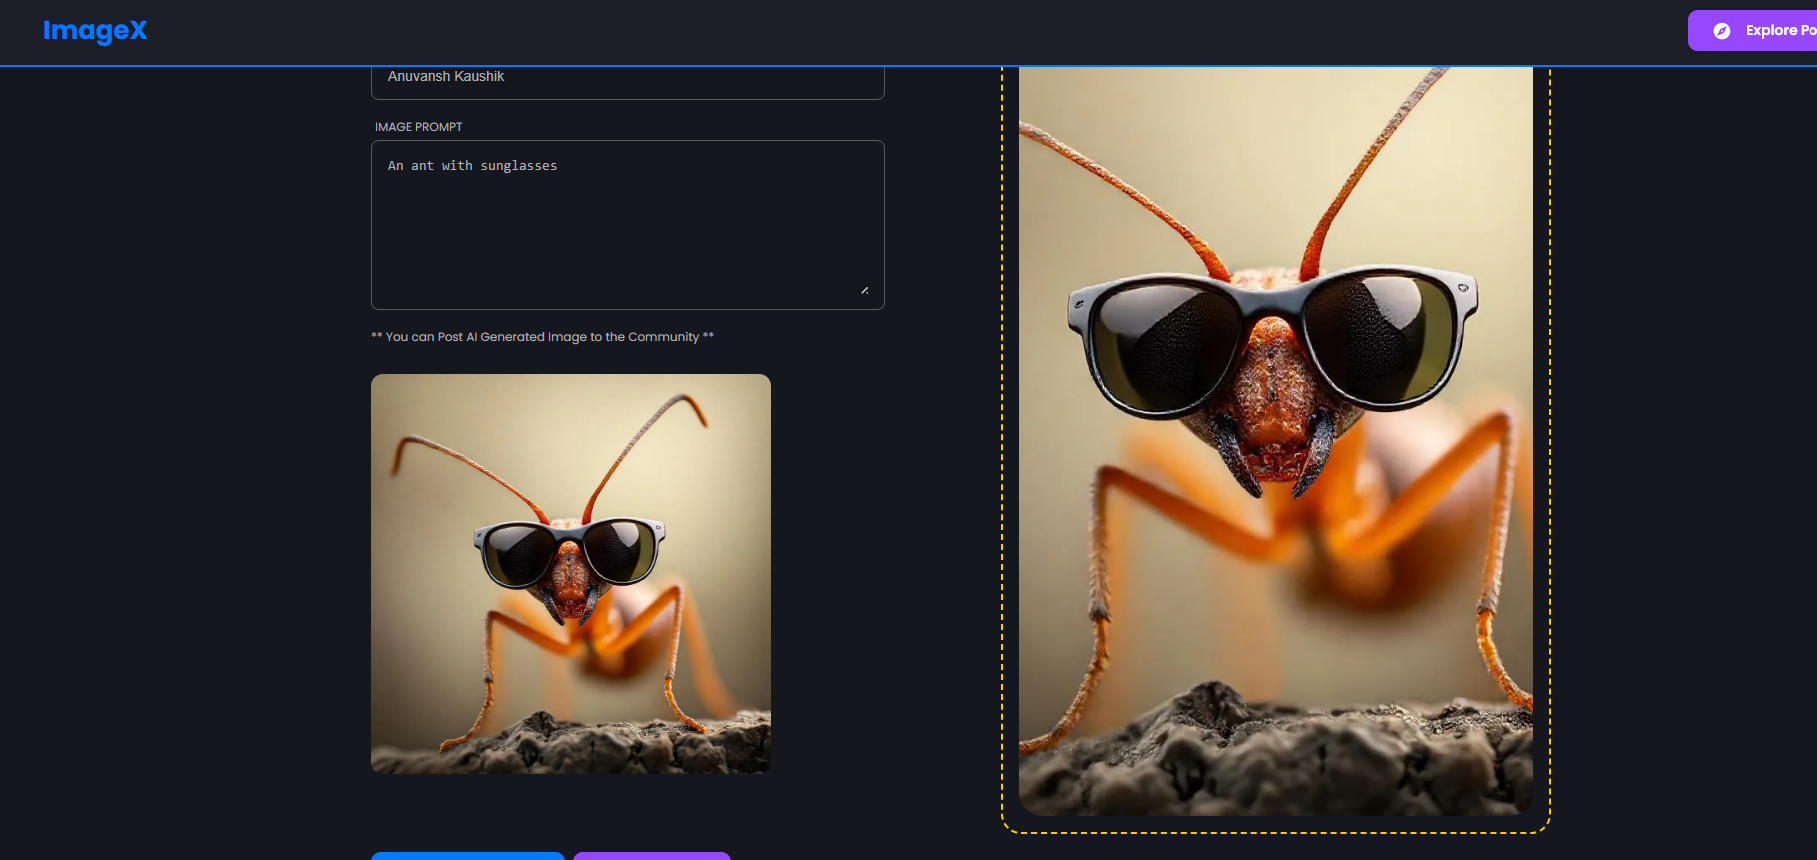 ImageX
Explore Po
Anuvansh Kaushik
IMAGE PROMPT
An ant with sunglasses
** You can Post AI Generated Image to the Community **